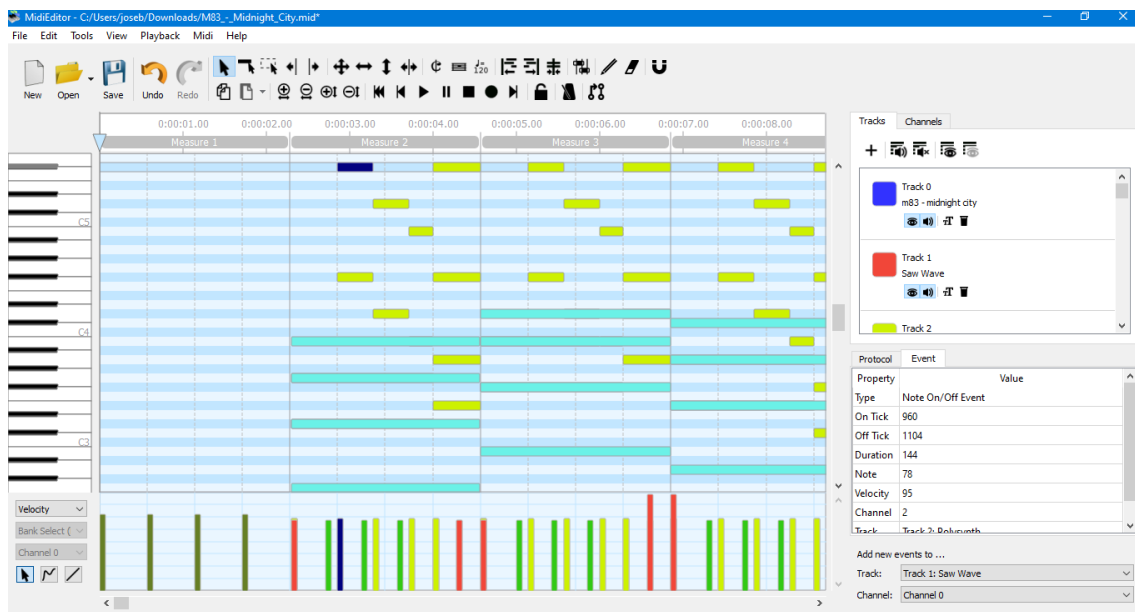 MidiEditor - C:/Users/joseb/Downloads/M83_-_Midnight_City.mid*
File Edit Tools View Playback Midi Help
New Open Save Undo Redo
0:00:01.00 0:00:02.00 0:00:03.00 0:00:04.00 0:00:05.00 0:00:06.00 0:00:07.00 0:00:08.00
Measure 1 Measure 2 Measure 3 Measure 4
C5
C4
C3
Velocity
Bank Select (
Channel 0
Tracks Channels
Track 0
m83 - midnight city
Track 1
Saw Wave
Track 2
Protocol Event
Property Value
Type Note On/Off Event
On Tick 960
Off Tick 1104
Duration 144
Note 78
Velocity 95
Channel 2
Track Track 2: Polysynth
Add new events to ...
Track: Track 1: Saw Wave
Channel: Channel 0